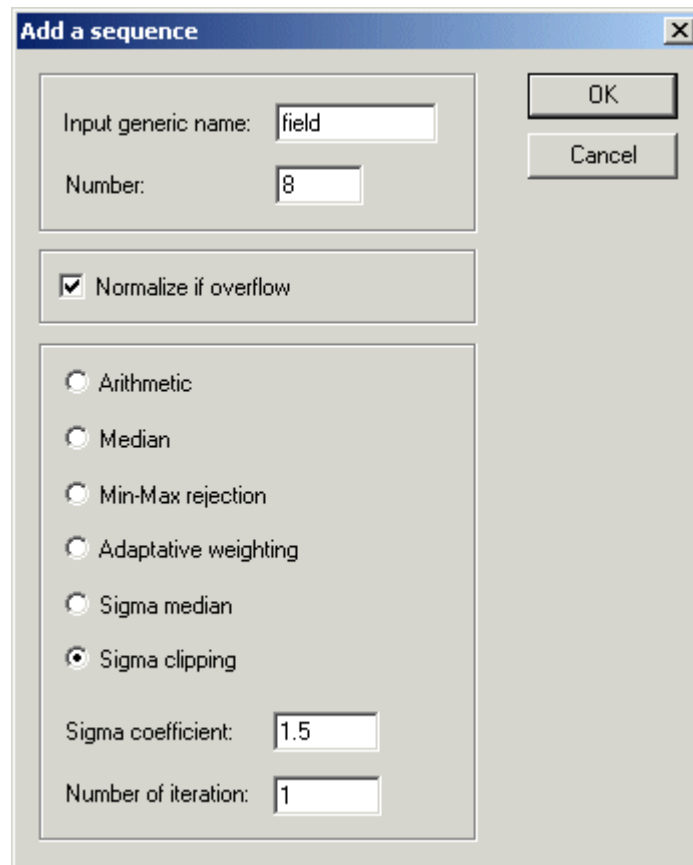 Add a sequence
Input generic name: field
Number: 8
OK
Cancel
Normalize if overflow
Arithmetic
Median
Min-Max rejection
Adaptative weighting
Sigma median
Sigma clipping
Sigma coefficient: 1.5
Number of iteration: 1